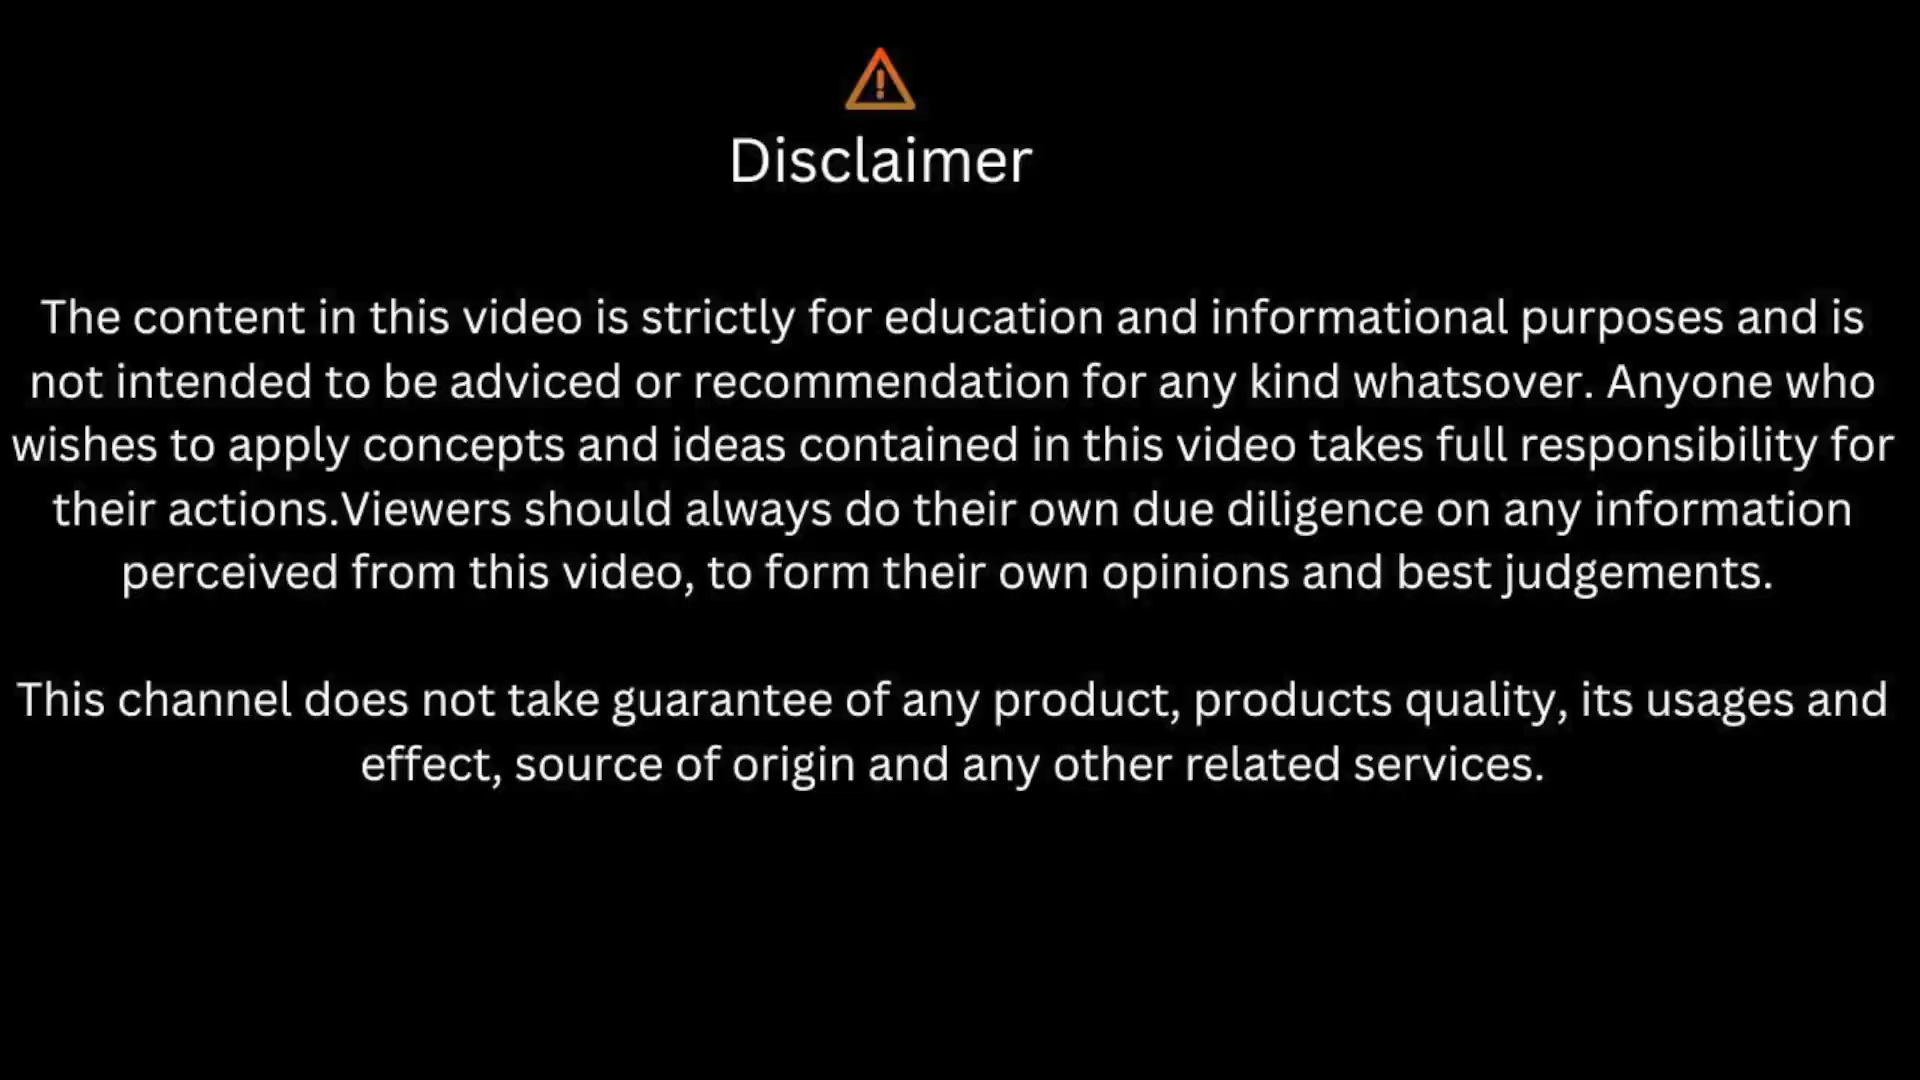 Disclaimer
The content in this video is strictly for education and informational purposes and is
not intended to be adviced or recommendation for any kind whatsover. Anyone who
wishes to apply concepts and ideas contained in this video takes full responsibility for
their actions.Viewers should always do their own due diligence on any information
perceived from this video, to form their own opinions and best judgements.
This channel does not take guarantee of any product, products quality, its usages and
effect, source of origin and any other related services.